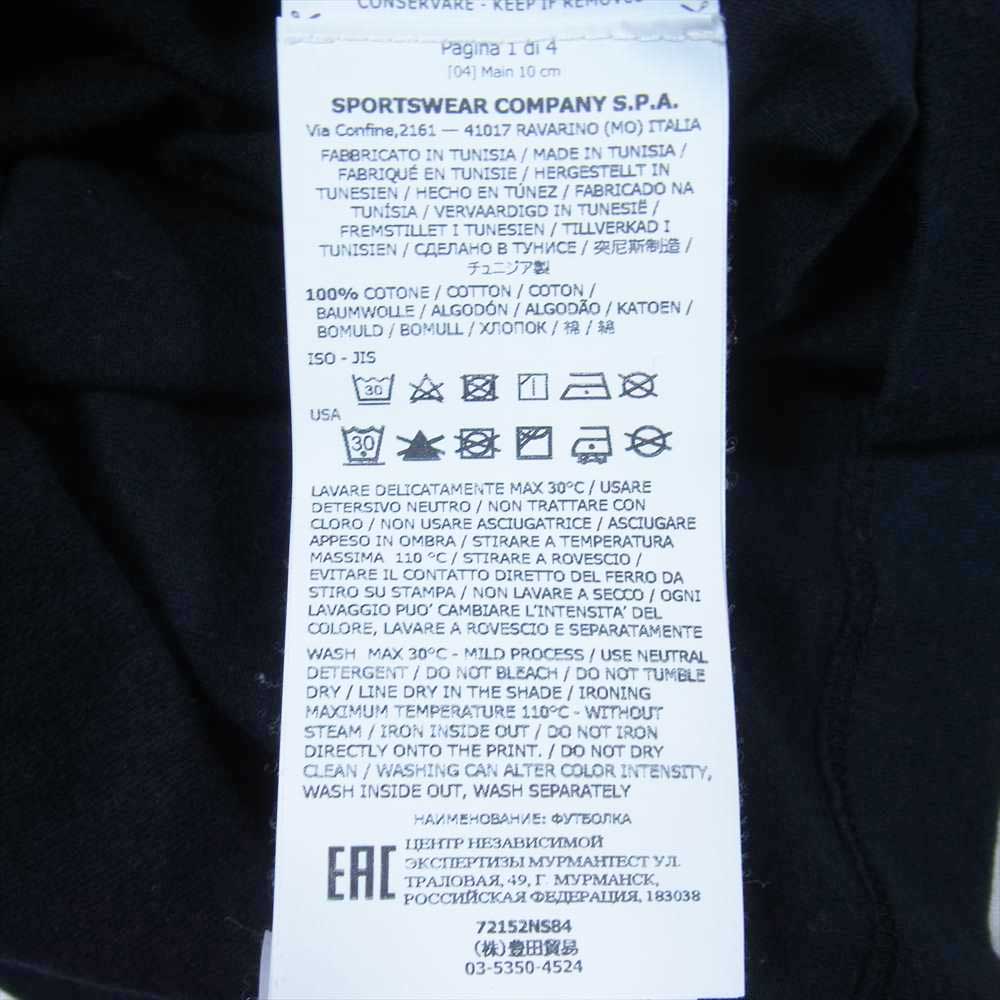 CONSERVARE - KEEP IF REMOVED
Pagina 1 di 4
[04] Main 10 cm
SPORTSWEAR COMPANY S.P.A.
Via Confine,2161 — 41017 RAVARINO (MO) ITALIA
FABBRICATO IN TUNISIA / MADE IN TUNISIA /
FABRIQUÉ EN TUNISIE / HERGESTELLT IN
TUNESIEN / HECHO EN TÚNEZ / FABRICADO NA
TUNÍSIA / VERVAARDIGD IN TUNESIË /
FREMSTILLET I TUNESIEN / TILLVERKAD I
TUNISIEN / СДЕЛАНО В ТУНИСЕ / 突尼斯制造 /
チュニジア製
100% COTONE / COTTON / COTON /
BAUMWOLLE / ALGODÓN / ALGODÃO / KATOEN /
BOMULD / BOMULL / ХЛОПОК / 棉 / 綿
ISO - JIS
30
USA
30
LAVARE DELICATAMENTE MAX 30°C / USARE
DETERSIVO NEUTRO / NON TRATTARE CON
CLORO / NON USARE ASCIUGATRICE / ASCIUGARE
APPESO IN OMBRA / STIRARE A TEMPERATURA
MASSIMA 110 °C / STIRARE A ROVESCIO /
EVITARE IL CONTATTO DIRETTO DEL FERRO DA
STIRO SU STAMPA / NON LAVARE A SECCO / OGNI
LAVAGGIO PUO' CAMBIARE L'INTENSITA' DEL
COLORE, LAVARE A ROVESCIO E SEPARATAMENTE
WASH MAX 30°C - MILD PROCESS / USE NEUTRAL
DETERGENT / DO NOT BLEACH / DO NOT TUMBLE
DRY / LINE DRY IN THE SHADE / IRONING
MAXIMUM TEMPERATURE 110°C - WITHOUT
STEAM / IRON INSIDE OUT / DO NOT IRON
DIRECTLY ONTO THE PRINT. / DO NOT DRY
CLEAN / WASHING CAN ALTER COLOR INTENSITY,
WASH INSIDE OUT, WASH SEPARATELY
НАИМЕНОВАНИЕ: ФУТБОЛКА
EAC
ЦЕНТР НЕЗАВИСИМОЙ
ЭКСПЕРТИЗЫ МУРМАНТЕСТ УЛ.
ТРАЛОВАЯ, 49, Г. МУРМАНСК,
РОССИЙСКАЯ ФЕДЕРАЦИЯ, 183038
72152NS84
(株)豊田貿易
03-5350-4524